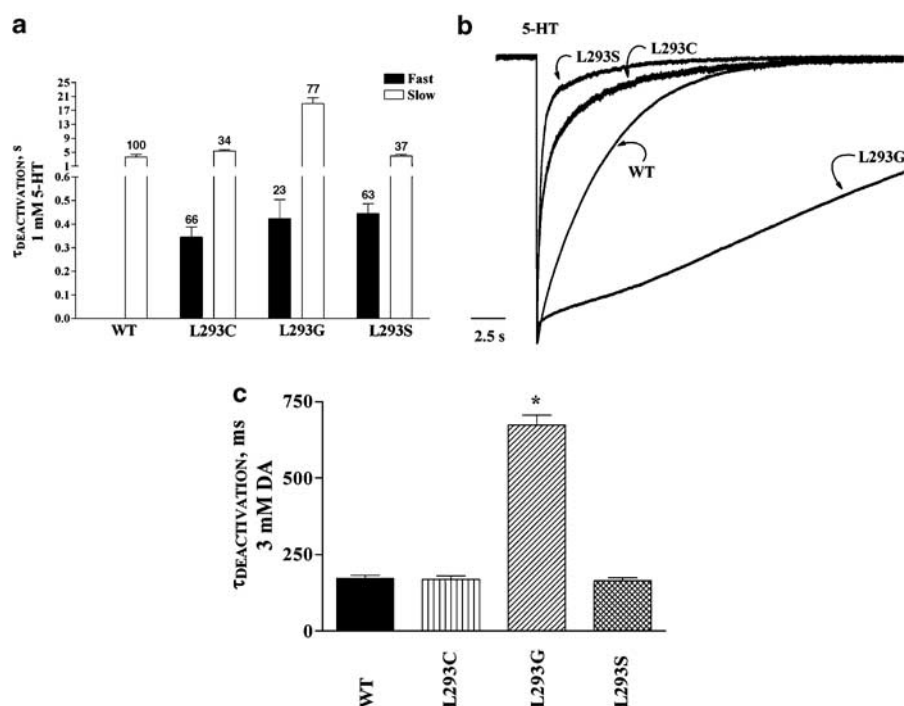 a
τDEACTIVATION, s
1 mM 5-HT
25
21
17
13
9
5
1
0.6
0.5
0.4
0.3
0.2
0.1
0.0
Fast
Slow
100
66
34
23
77
63
37
WT
L293C
L293G
L293S
b
5-HT
L293S
L293C
WT
L293G
2.5 s
c
τDEACTIVATION, ms
3 mM DA
750
500
250
0
*
WT
L293C
L293G
L293S